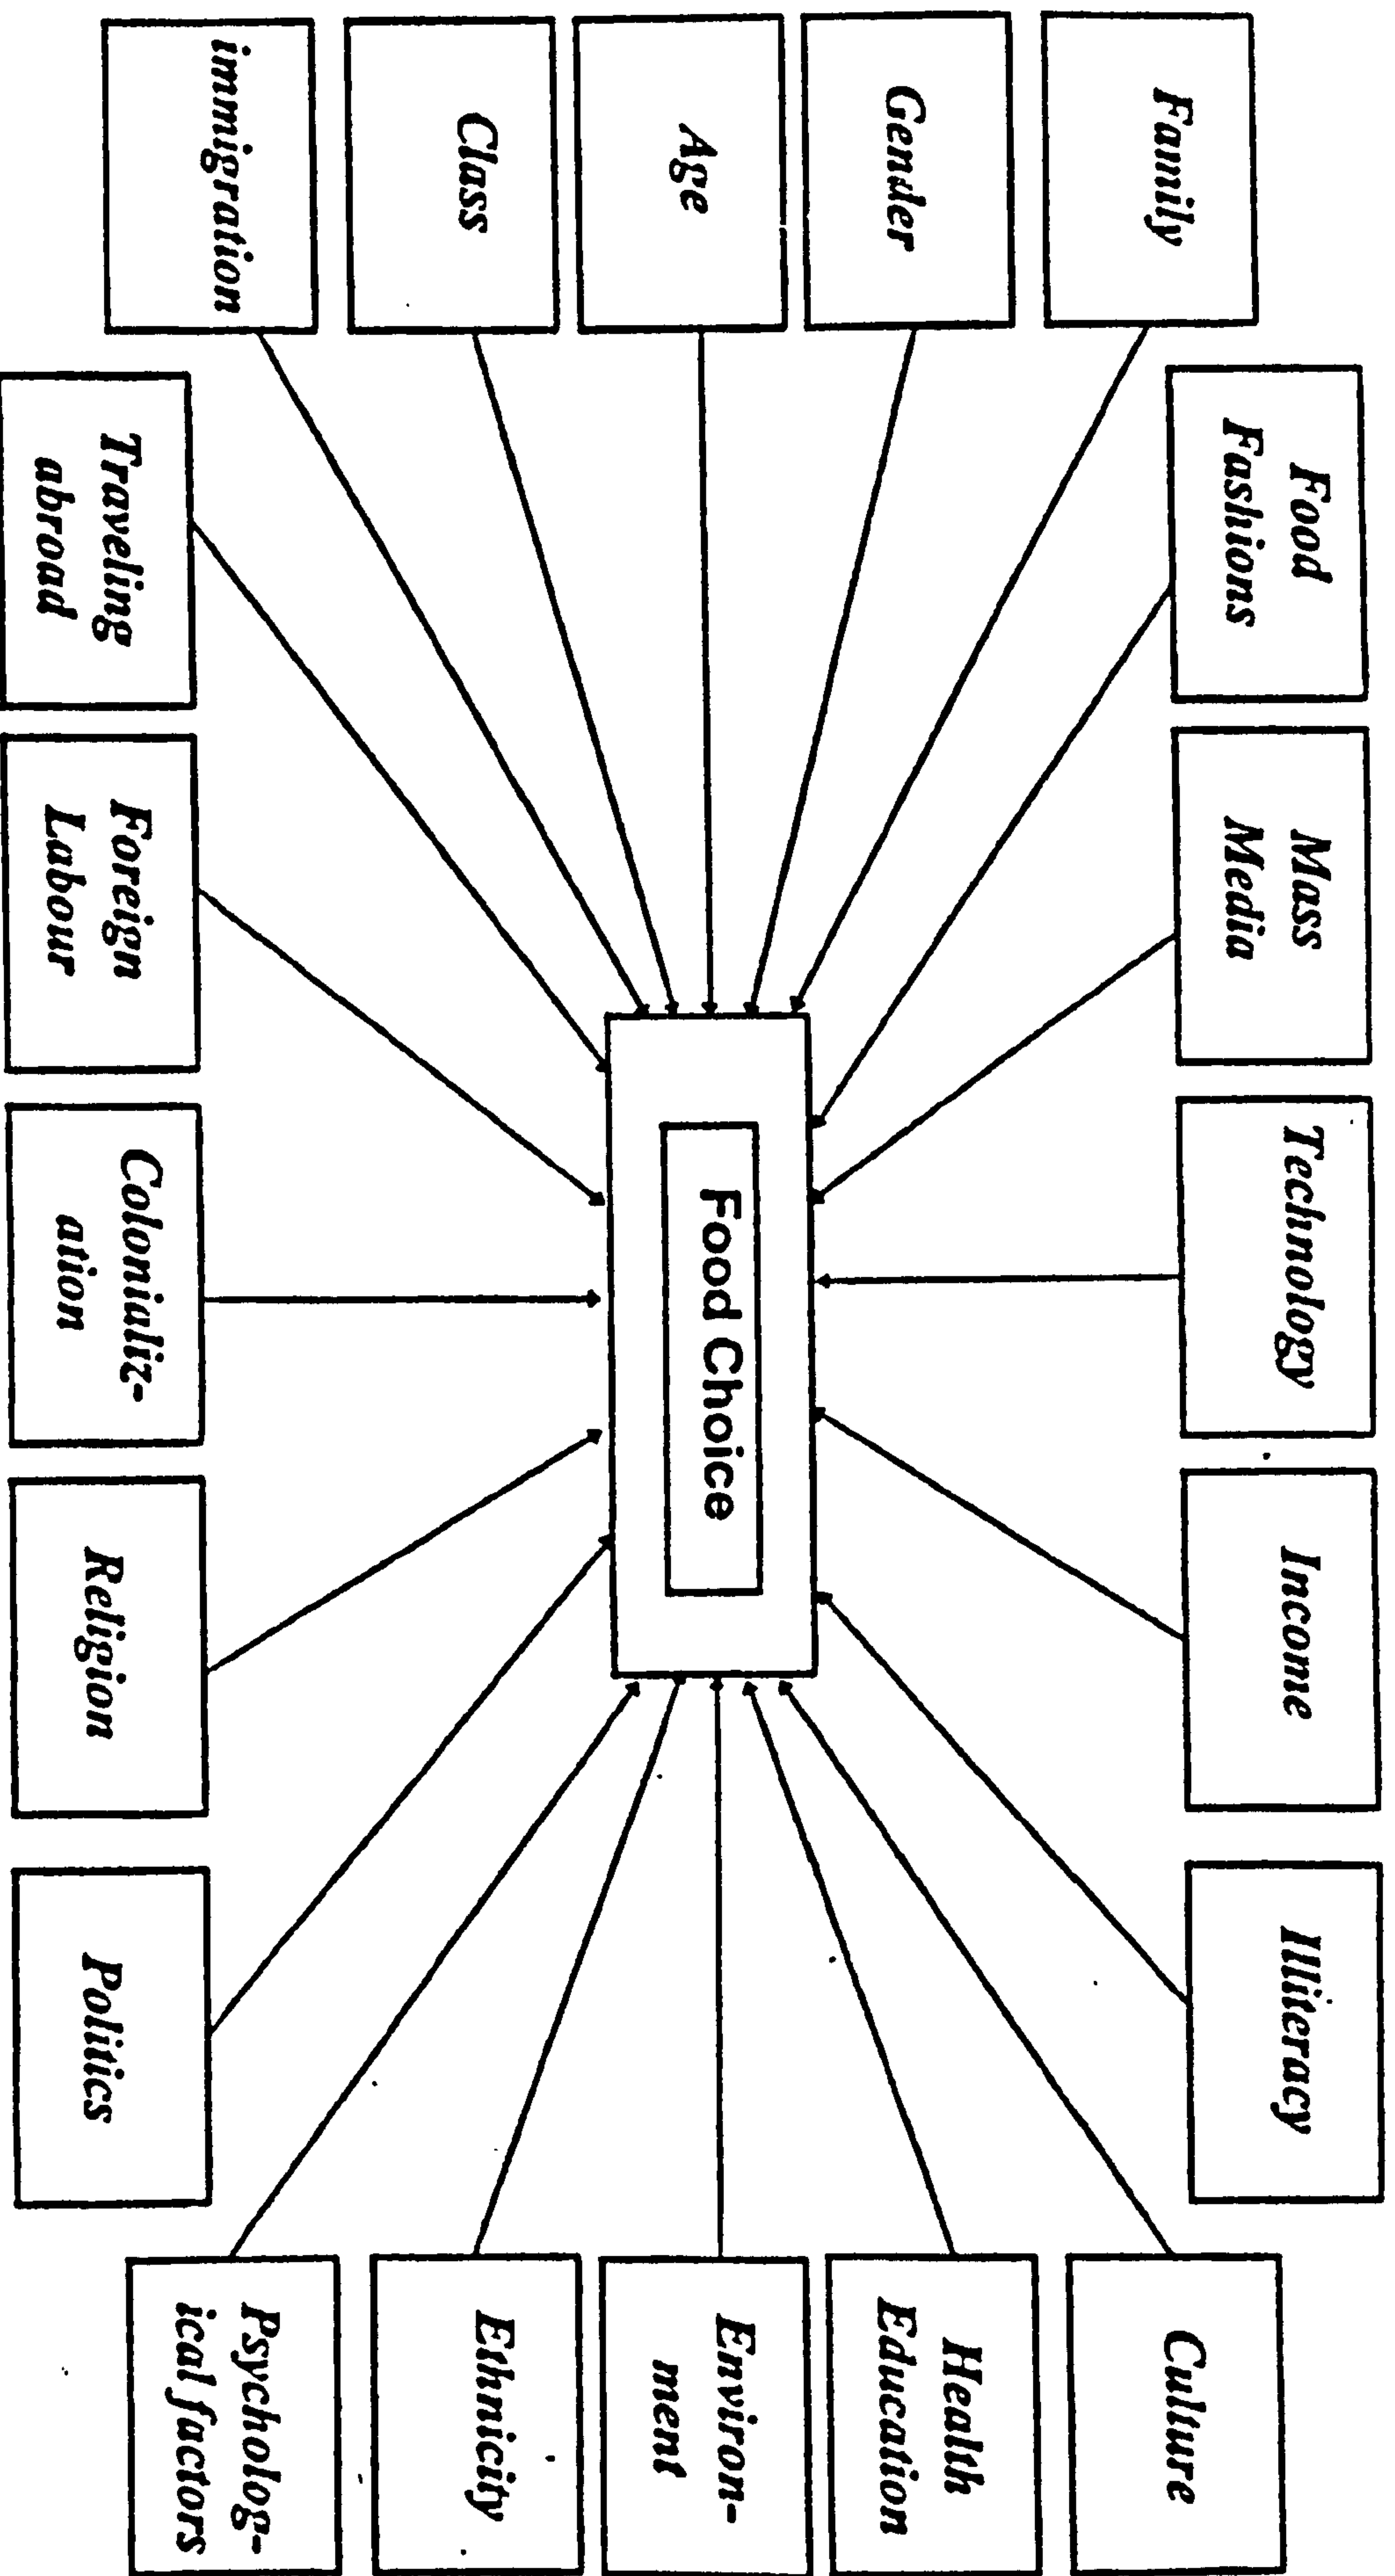 Food
Fashions
Mass
Media
Technology
Income
Illiteracy
Family
Gender
Age
Class
immigration
Food Choice
Culture
Health
Education
Environ-
ment
Ethnicity
Psycholog-
ical factors
Traveling
abroad
Foreign
Labour
Colonializ-
ation
Religion
Politics